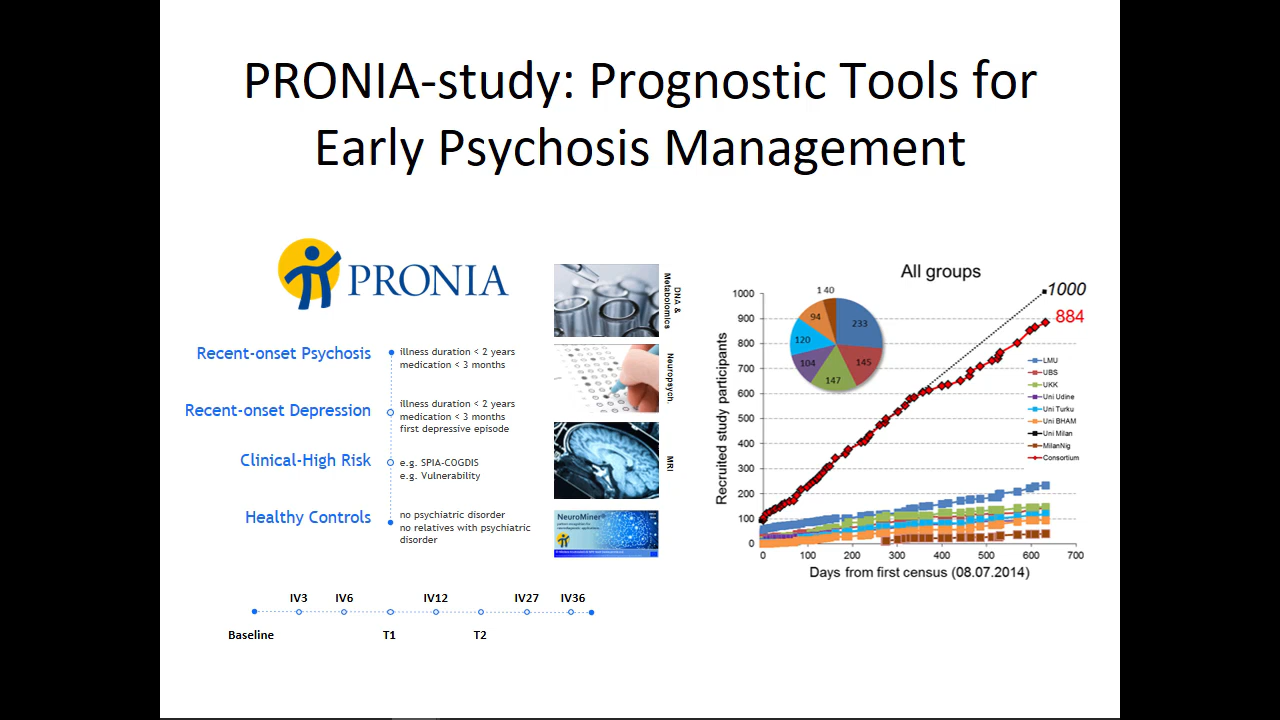 PRONIA-study: Prognostic Tools for
Early Psychosis Management
PRONIA
Recent-onset Psychosis
illness duration < 2 years
medication < 3 months
Recent-onset Depression
illness duration < 2 years
medication < 3 months
first depressive episode
Clinical-High Risk
e.g. SPIA-COGDIS
e.g. Vulnerability
Healthy Controls
no psychiatric disorder
no relatives with psychiatric
disorder
DNA &
Metabolomics
Neuropsych.
MRI
NeuroMiner
IV3 IV6 IV12 IV27 IV36
Baseline T1 T2
All groups
Recruited study participants
1000
900
800
700
600
500
400
300
200
100
0
0 100 200 300 400 500 600 700
Days from first census (08.07.2014)
1 40
233
145
147
104
120
94
1000
884
LMU
UBS
UKK
Uni Udine
Uni Turku
Uni BHAM
Uni Milan
MilanNig
Consortium